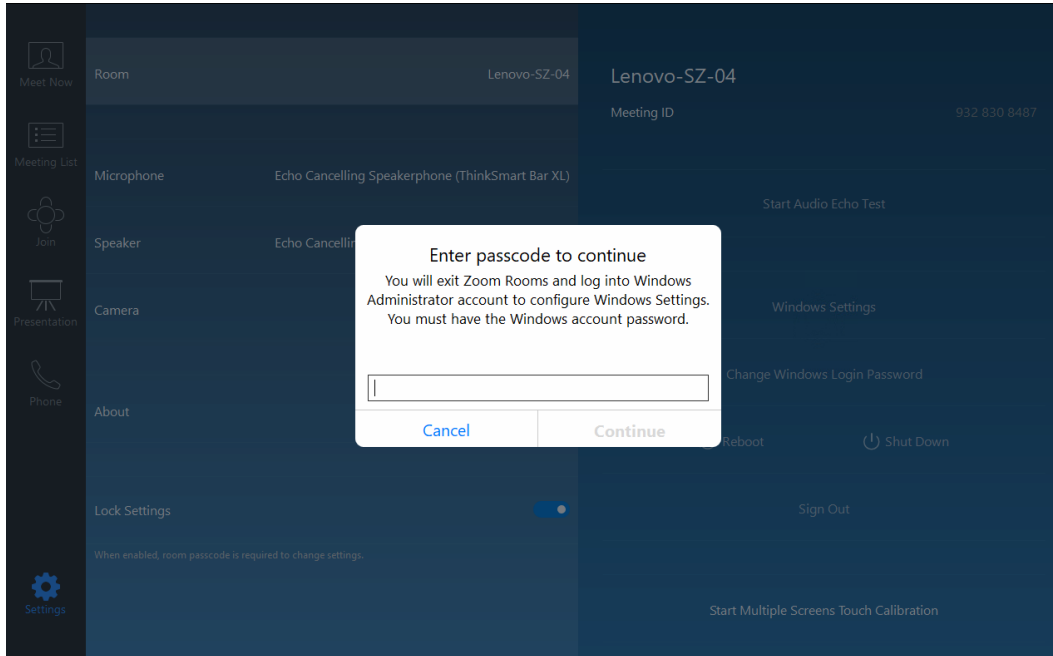 Meet Now
Meeting List
Join
Presentation
Phone
Settings
Room Lenovo-SZ-04
Microphone Echo Cancelling Speakerphone (ThinkSmart Bar XL)
Speaker Echo
Camera
About
Lock Settings
When enabled, room passcode is required to change settings.
Enter passcode to continue
You will exit Zoom Rooms and log into Windows
Administrator account to configure Windows Settings.
You must have the Windows account password.
Cancel Continue
Lenovo-SZ-04
Meeting ID 932 830 8487
Start Audio Echo Test
Windows Settings
Change Windows Login Password
Reboot Shut Down
Sign Out
Start Multiple Screens Touch Calibration